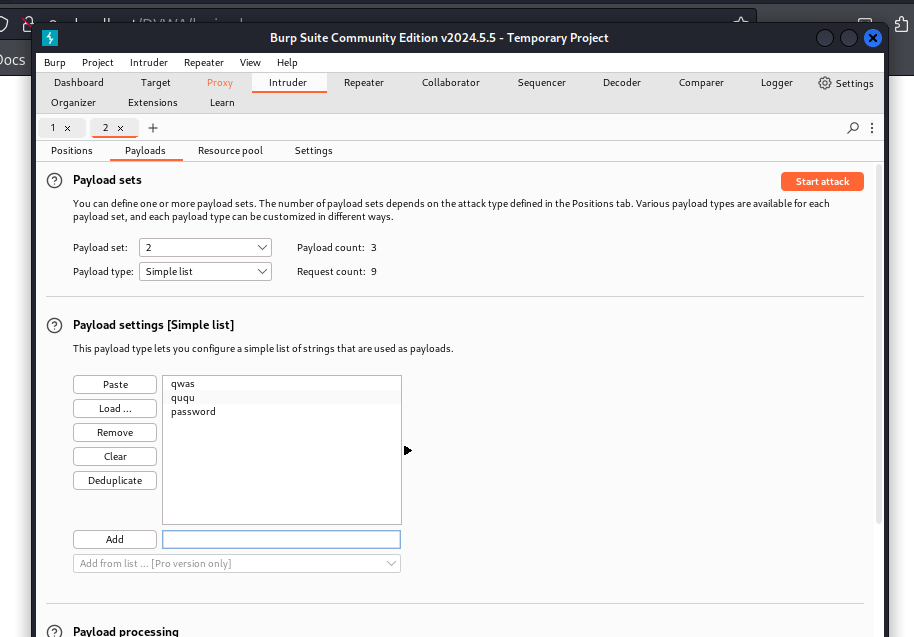 Burp Suite Community Edition v2024.5.5 - Temporary Project
Docs
Burp Project Intruder Repeater View Help
Dashboard Target Proxy Intruder Repeater Collaborator Sequencer Decoder Comparer Logger Settings
Organizer Extensions Learn
1 × 2 × +
Positions Payloads Resource pool Settings
? Payload sets Start attack
You can define one or more payload sets. The number of payload sets depends on the attack type defined in the Positions tab. Various payload types are available for each
payload set, and each payload type can be customized in different ways.
Payload set: 2 Payload count: 3
Payload type: Simple list Request count: 9
? Payload settings [Simple list]
This payload type lets you configure a simple list of strings that are used as payloads.
Paste qwas
ququ
Load ... password
Remove
Clear
Deduplicate
Add
Add from list ... [Pro version only]
? Payload processing